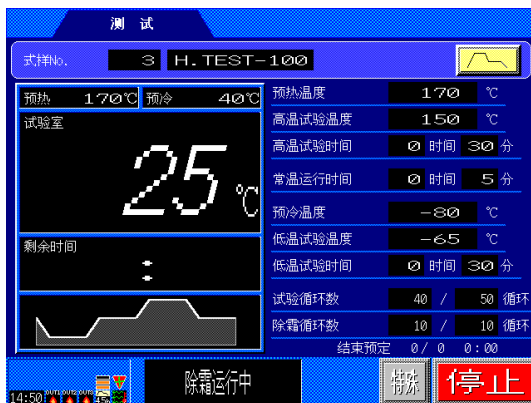 测 试
式样No. 3 H.TEST-100
预热 170℃ 预冷 40℃
试验室
25 ℃
剩余时间
:
预热温度 170 ℃
高温试验温度 150 ℃
高温试验时间 0 时间 30 分
常温运行时间 0 时间 5 分
预冷温度 -80 ℃
低温试验温度 -65 ℃
低温试验时间 0 时间 30 分
试验循环数 40 / 50 循环
除霜循环数 10 / 10 循环
结束预定 0/ 0 0:00
14:50
除霜运行中
特殊
停止